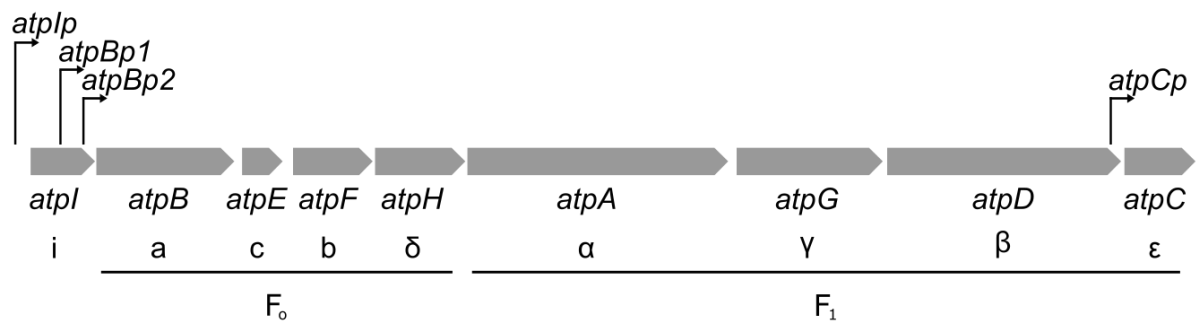 atpIp
atpBp1
atpBp2
atpCp
atpI atpB atpE atpF atpH atpA atpG atpD atpC
i a c b δ α γ β ε
Fo F1